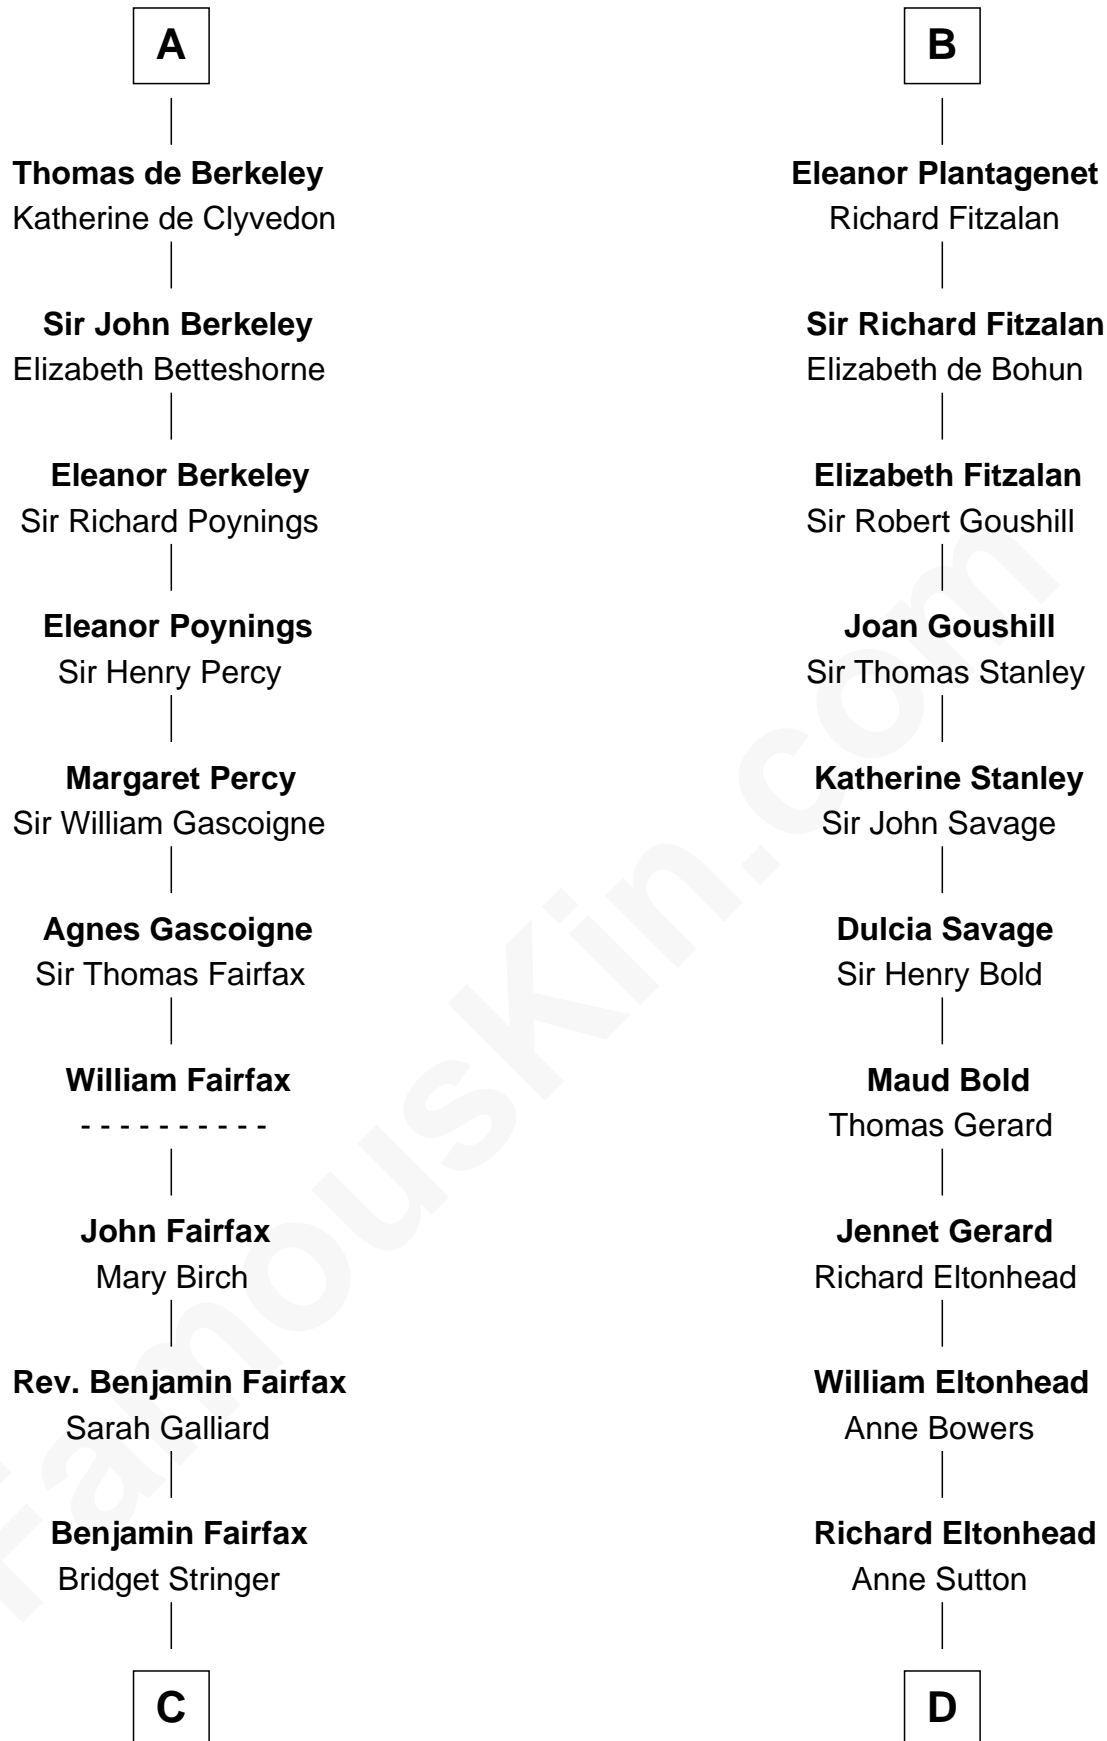 A
Thomas de Berkeley
Katherine de Clyvedon
Sir John Berkeley
Elizabeth Betteshorne
Eleanor Berkeley
Sir Richard Poynings
Eleanor Poynings
Sir Henry Percy
Margaret Percy
Sir William Gascoigne
Agnes Gascoigne
Sir Thomas Fairfax
William Fairfax
- - - - - - - - - -
John Fairfax
Mary Birch
Rev. Benjamin Fairfax
Sarah Galliard
Benjamin Fairfax
Bridget Stringer
C
B
Eleanor Plantagenet
Richard Fitzalan
Sir Richard Fitzalan
Elizabeth de Bohun
Elizabeth Fitzalan
Sir Robert Goushill
Joan Goushill
Sir Thomas Stanley
Katherine Stanley
Sir John Savage
Dulcia Savage
Sir Henry Bold
Maud Bold
Thomas Gerard
Jennet Gerard
Richard Eltonhead
William Eltonhead
Anne Bowers
Richard Eltonhead
Anne Sutton
D
FamousKin.com